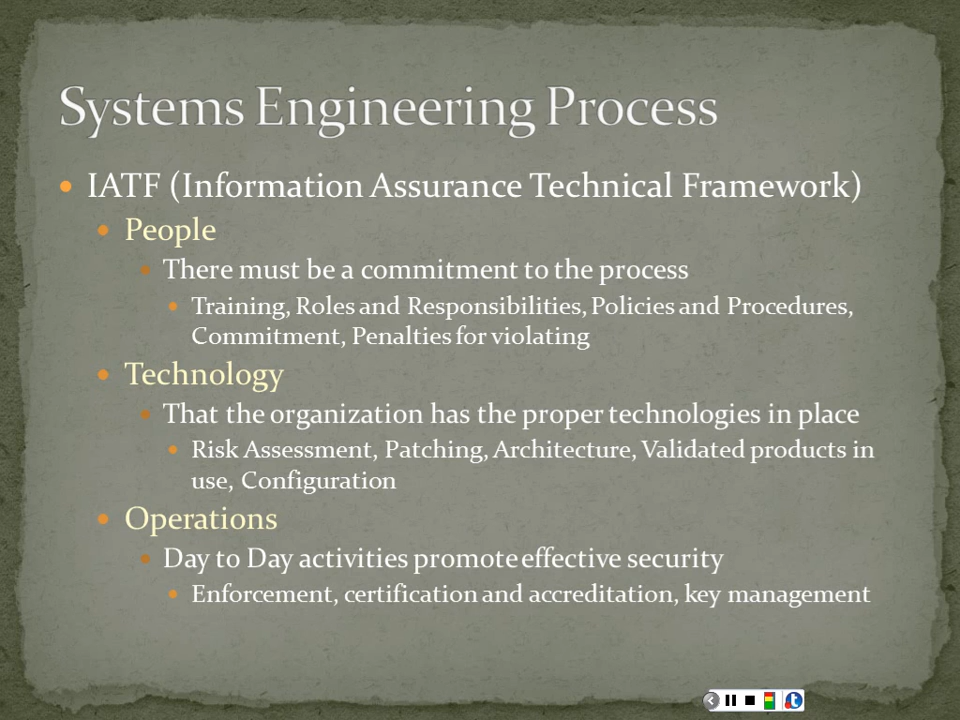 Systems Engineering Process
IATF (Information Assurance Technical Framework)
People
There must be a commitment to the process
Training, Roles and Responsibilities, Policies and Procedures,
Commitment, Penalties for violating
Technology
That the organization has the proper technologies in place
Risk Assessment, Patching, Architecture, Validated products in
use, Configuration
Operations
Day to Day activities promote effective security
Enforcement, certification and accreditation, key management
t